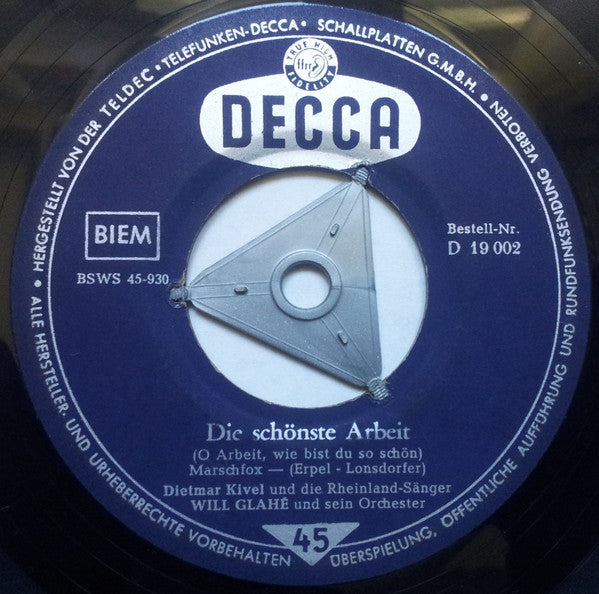 HERGESTELLT VON DER TELDEC • TELEFUNKEN-DECCA • SCHALLPLATTEN G.M.B.H. •
ALLE HERSTELLER- UND URHEBERRECHTE VORBEHALTEN
ÜBERSPIELUNG, ÖFFENTLICHE AUFFÜHRUNG UND RUNDFUNKSENDUNG VERBOTEN
TRUE HIGH
ffrr
FIDELITY
DECCA
BIEM
BSWS 45-930
Bestell-Nr.
D 19 002
Die schönste Arbeit
(O Arbeit, wie bist du so schön)
Marschfox — (Erpel - Lonsdorfer)
Dietmar Kivel und die Rheinland-Sänger
WILL GLAHÉ und sein Orchester
45